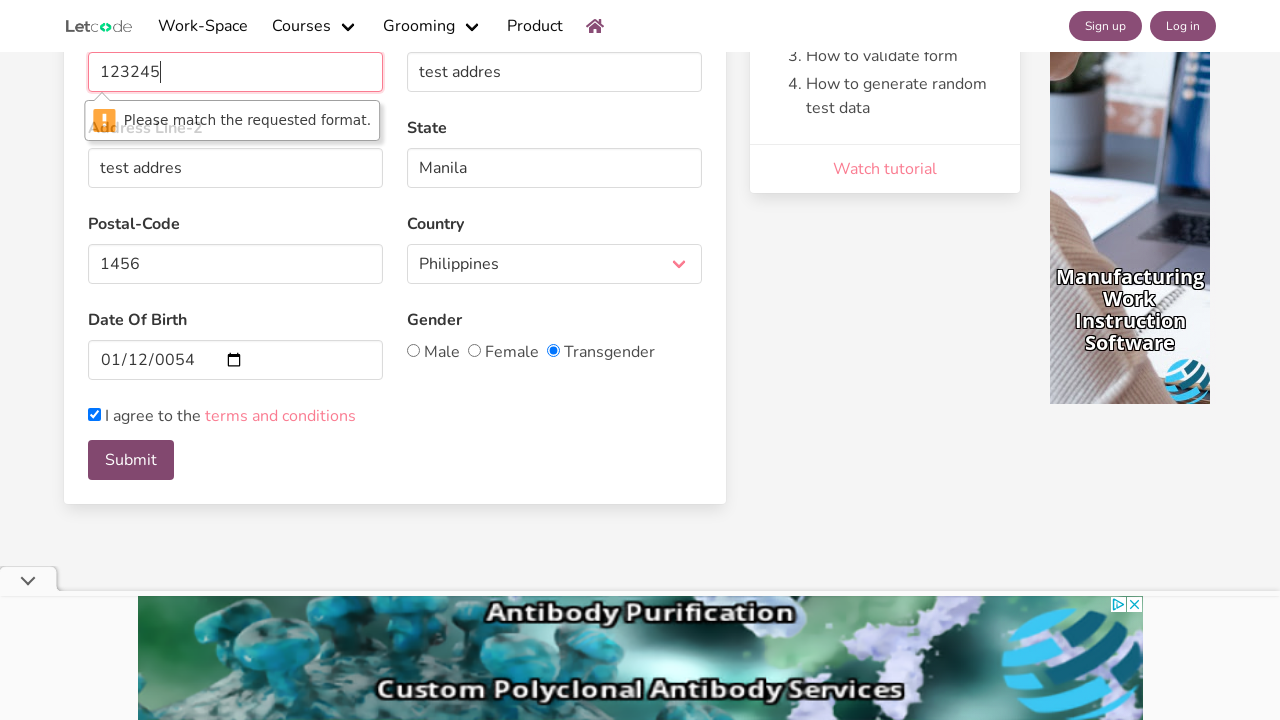 Letcode Work-Space Courses Grooming Product Sign up Log in
123245
test addres
Please match the requested format.
Address Line-2
State
test addres
Manila
Postal-Code
Country
1456
Philippines
Date Of Birth
Gender
01/12/0054
Male Female Transgender
I agree to the terms and conditions
Submit
3. How to validate form
4. How to generate random
test data
Watch tutorial
Manufacturing
Work
Instruction
Software
Antibody Purification
Custom Polyclonal Antibody Services